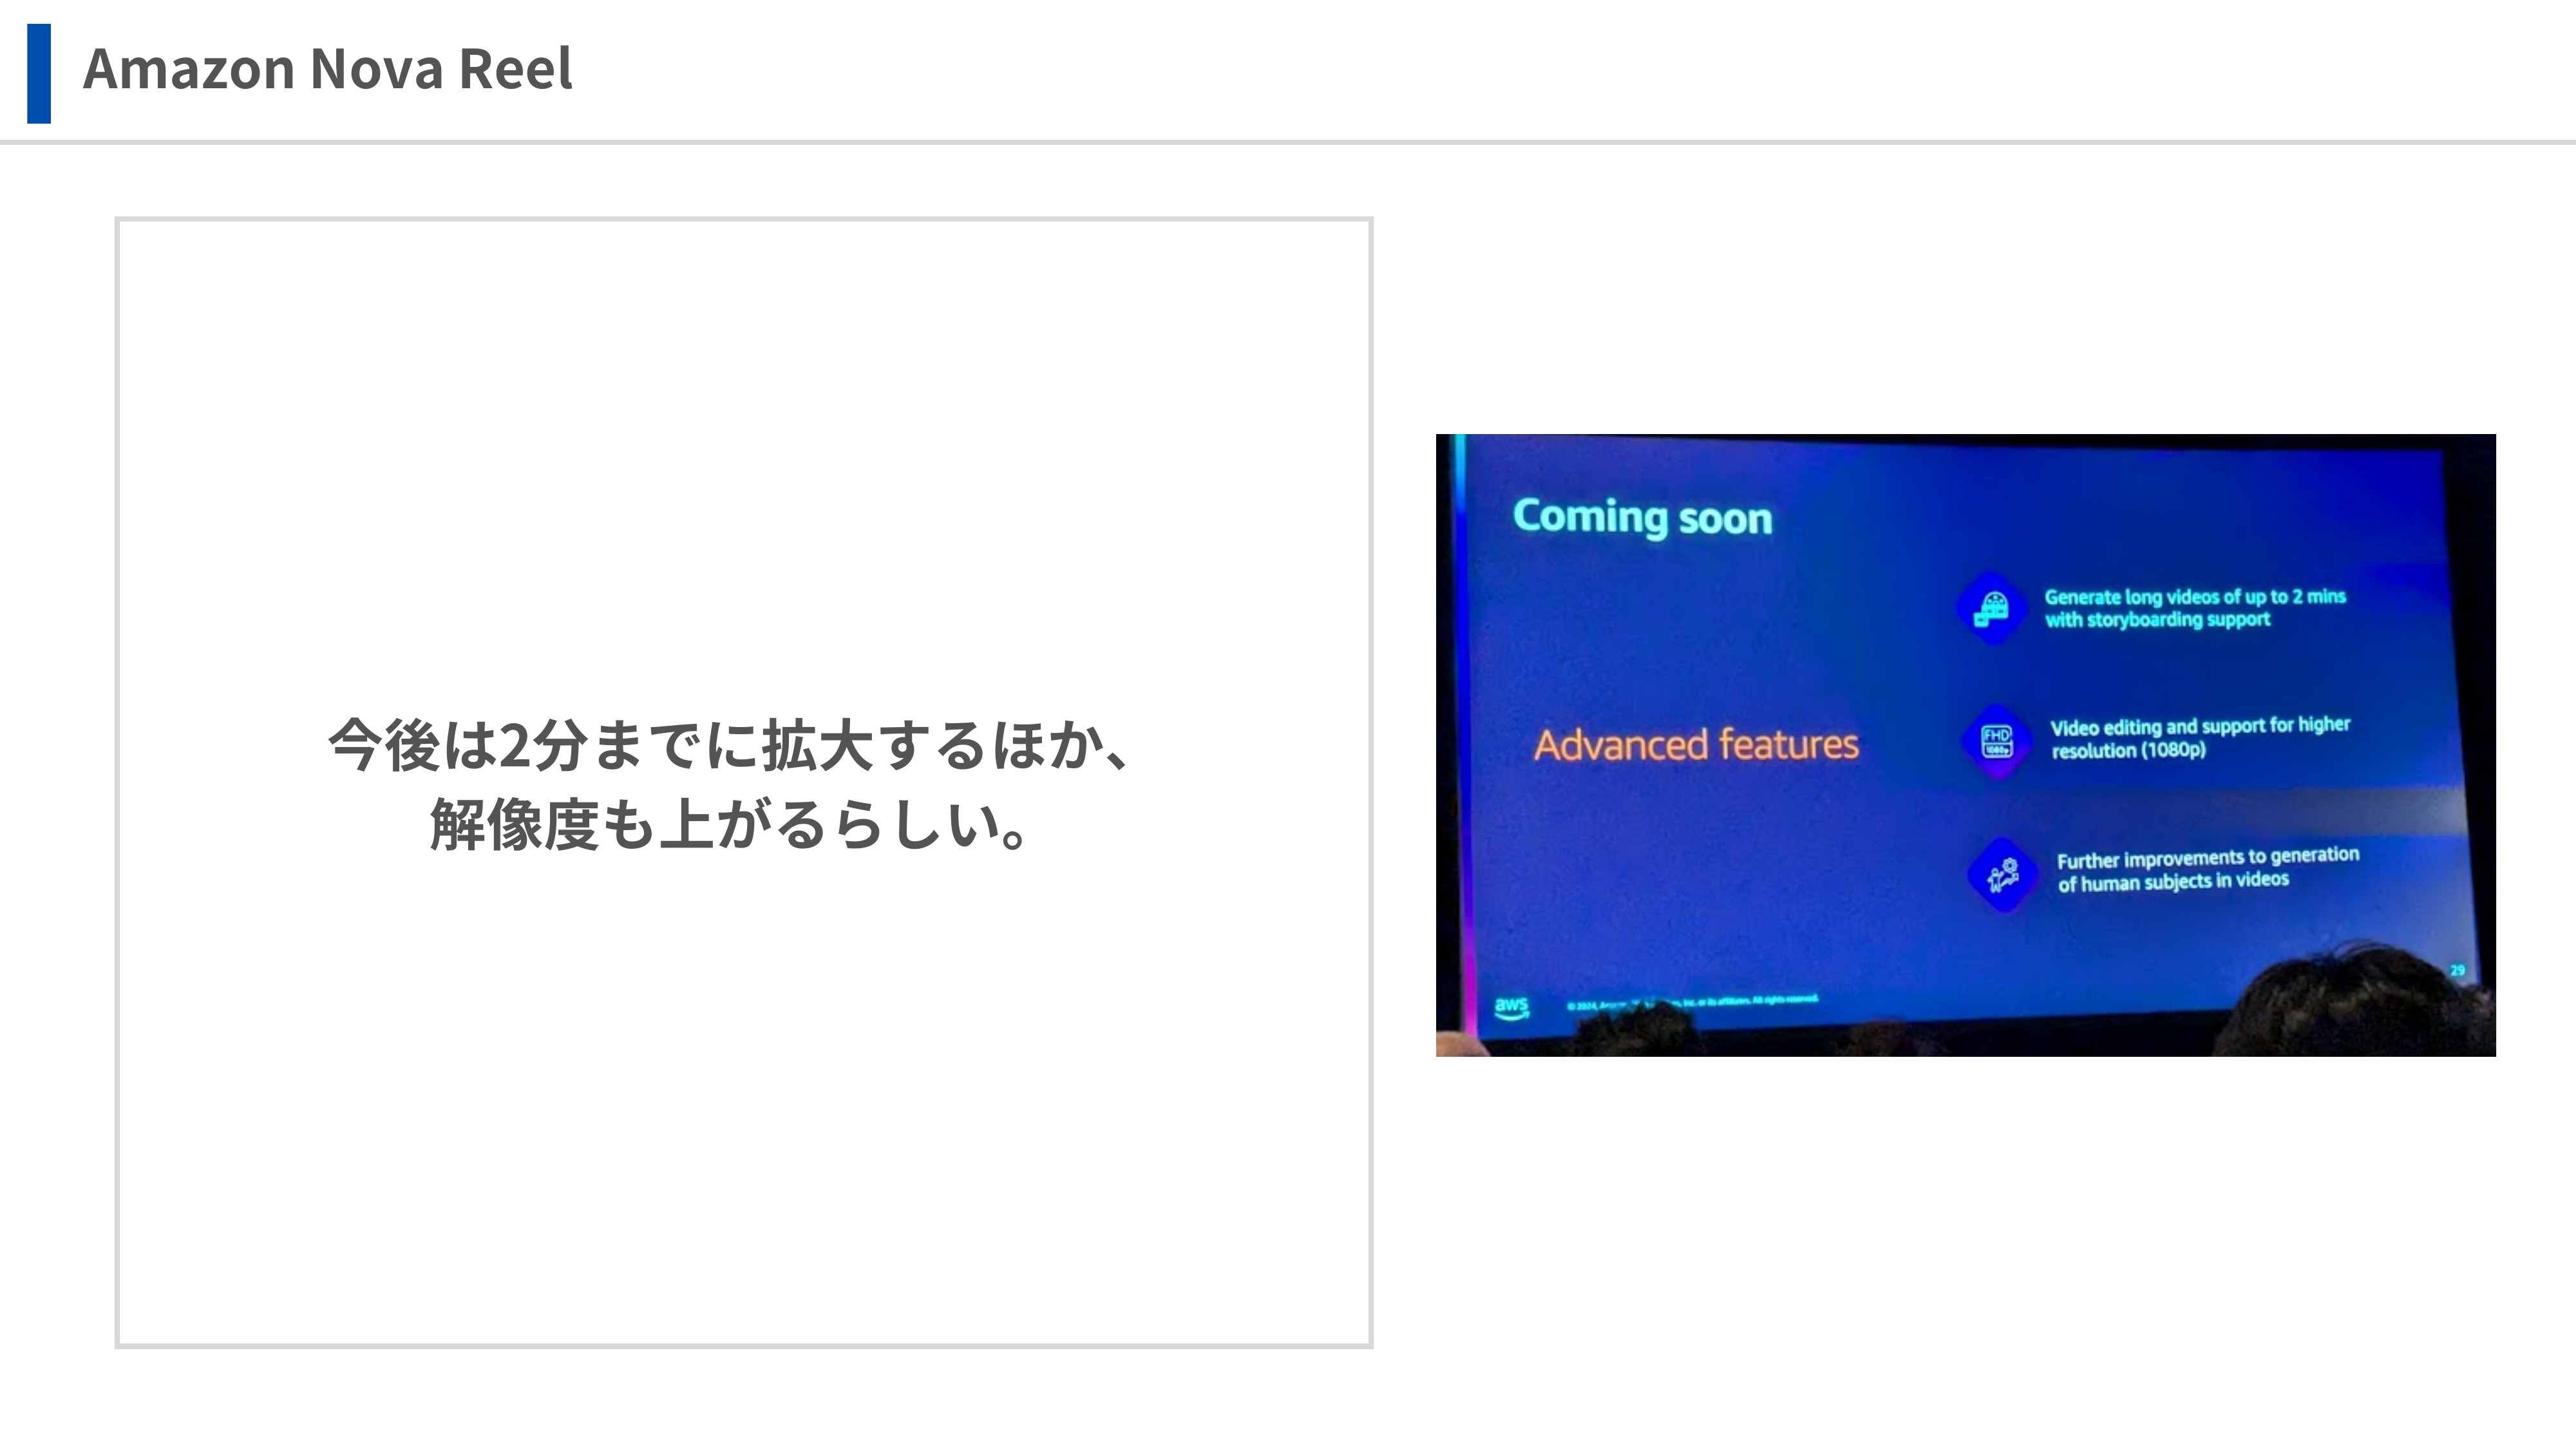 Amazon Nova Reel
今後は2分までに拡大するほか、
解像度も上がるらしい。
Coming soon
Advanced features
Generate long videos of up to 2 mins
with storyboarding support
FHD
1080p
Video editing and support for higher
resolution (1080p)
Further improvements to generation
of human subjects in videos
29
aws
© 2024, Inc. or its affiliates. All rights reserved.